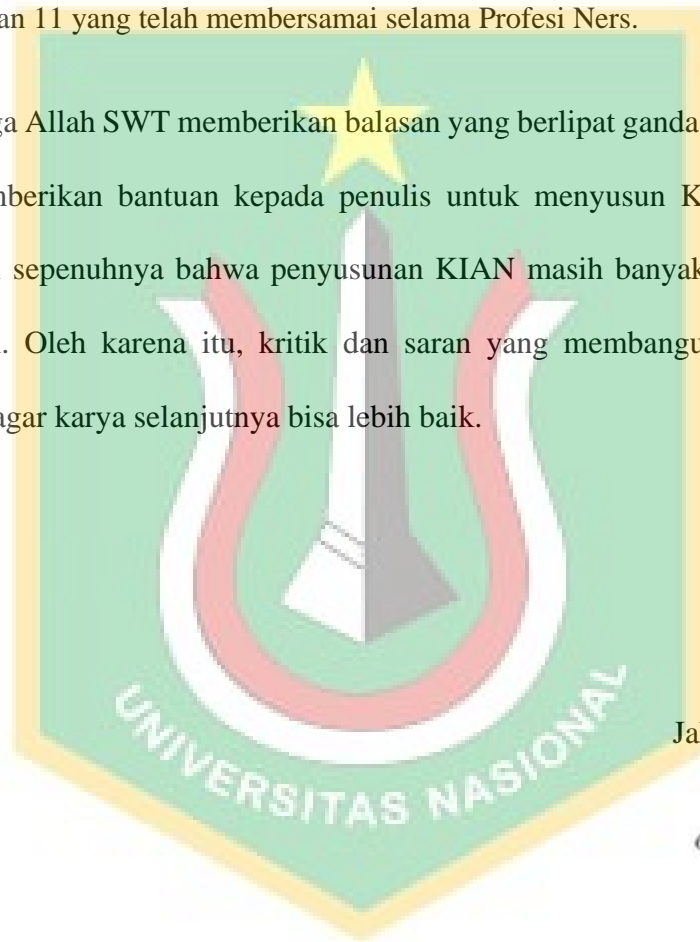 an 11 yang telah membersamai selama Profesi Ners.
ga Allah SWT memberikan balasan yang berlipat ganda
nberikan bantuan kepada penulis untuk menyusun K
sepenuhnya bahwa penyusunan KIAN masih banyak
. Oleh karena itu, kritik dan saran yang membangu
agar karya selanjutnya bisa lebih baik.
Ja
UNIVERSITAS NASIONAL